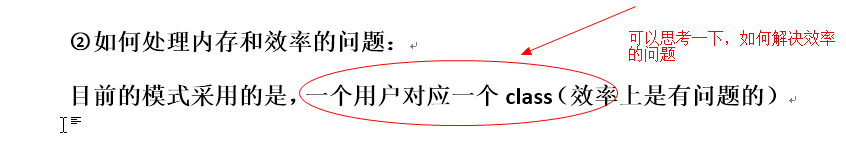 ②如何处理内存和效率的问题：
可以思考一下，如何解决效率
的问题
目前的模式采用的是，一个用户对应一个 class（效率上是有问题的）